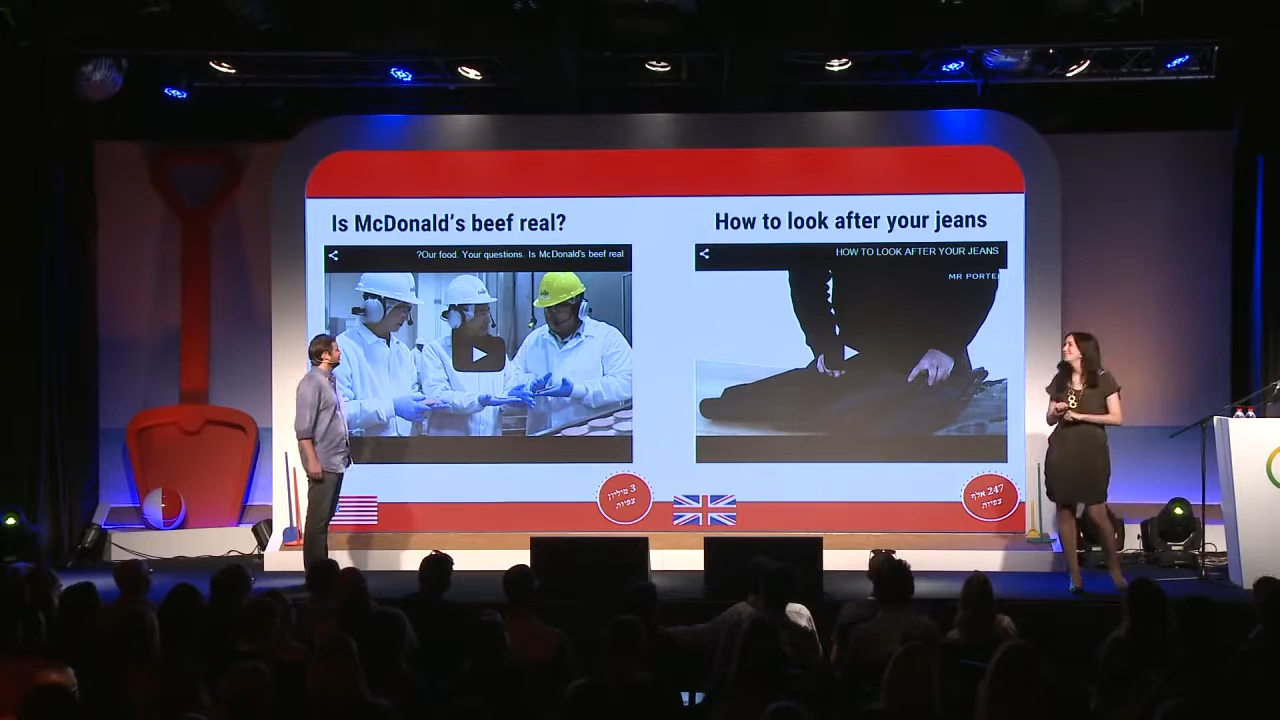 Is McDonald's beef real?
?Our food. Your questions. Is McDonald's beef real
3 מיליון
צפיות
How to look after your jeans
HOW TO LOOK AFTER YOUR JEANS
MR PORTER
247 אלף
צפיות